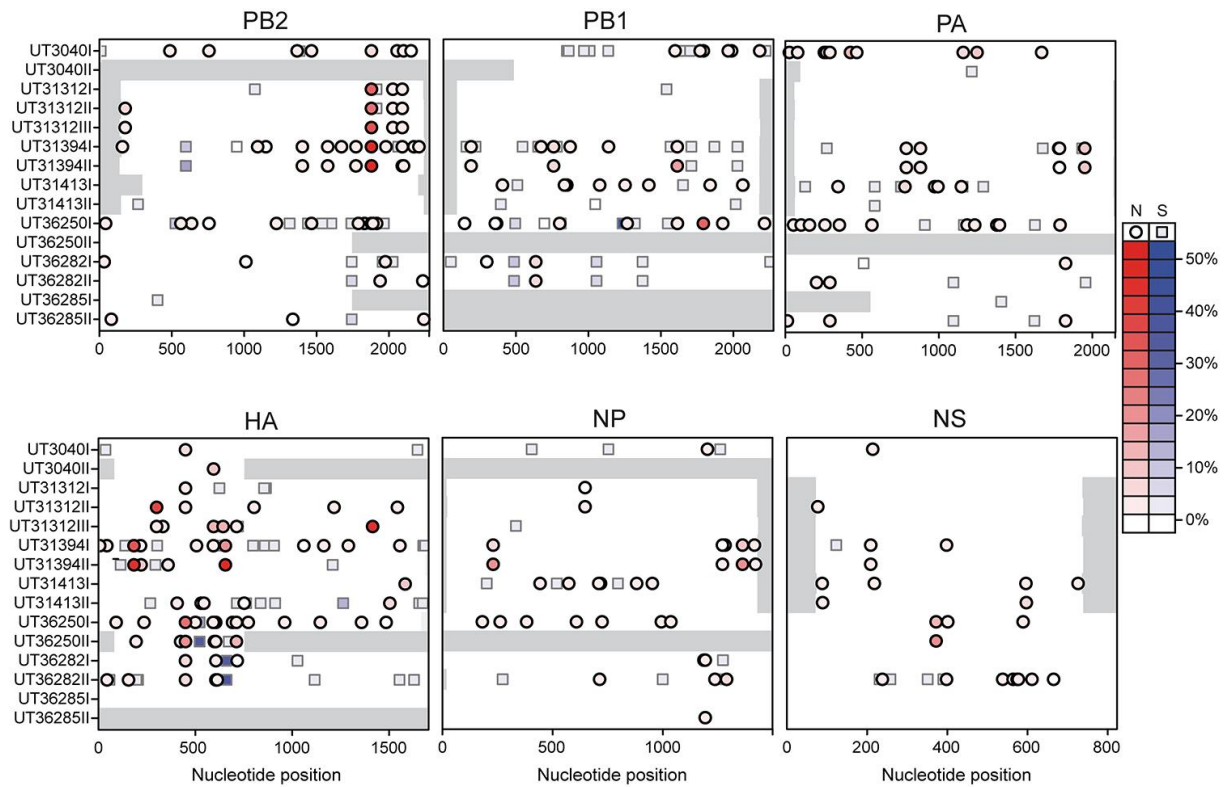 PB2 PB1 PA
UT3040I
UT3040II
UT31312I
UT31312II
UT31312III
UT31394I
UT31394II
UT31413I
UT31413II
UT36250I
UT36250II
UT36282I
UT36282II
UT36285I
UT36285II
0 500 1000 1500 2000 0 500 1000 1500 2000 0 500 1000 1500 2000
N S
50%
40%
30%
20%
10%
0%
HA NP NS
UT3040I
UT3040II
UT31312I
UT31312II
UT31312III
UT31394I
UT31394II
UT31413I
UT31413II
UT36250I
UT36250II
UT36282I
UT36282II
UT36285I
UT36285II
0 500 1000 1500 0 500 1000 0 200 400 600 800
Nucleotide position Nucleotide position Nucleotide position